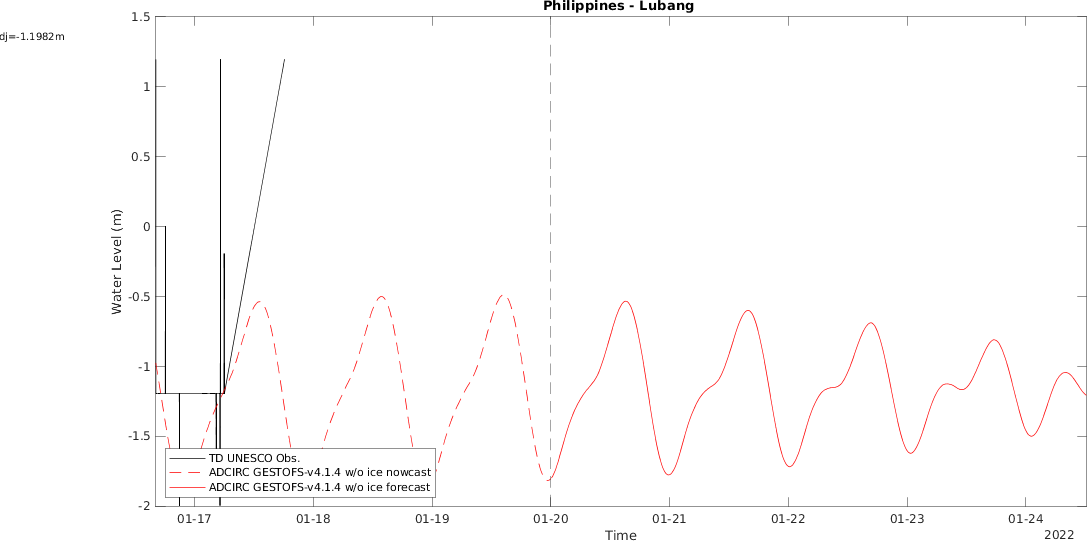 Philippines - Lubang
dj=-1.1982m
1.5
1
0.5
0
-0.5
-1
-1.5
-2
Water Level (m)
TD UNESCO Obs.
ADCIRC GESTOFS-v4.1.4 w/o ice nowcast
ADCIRC GESTOFS-v4.1.4 w/o ice forecast
01-17
01-18
01-19
01-20
01-21
01-22
01-23
01-24
Time
2022